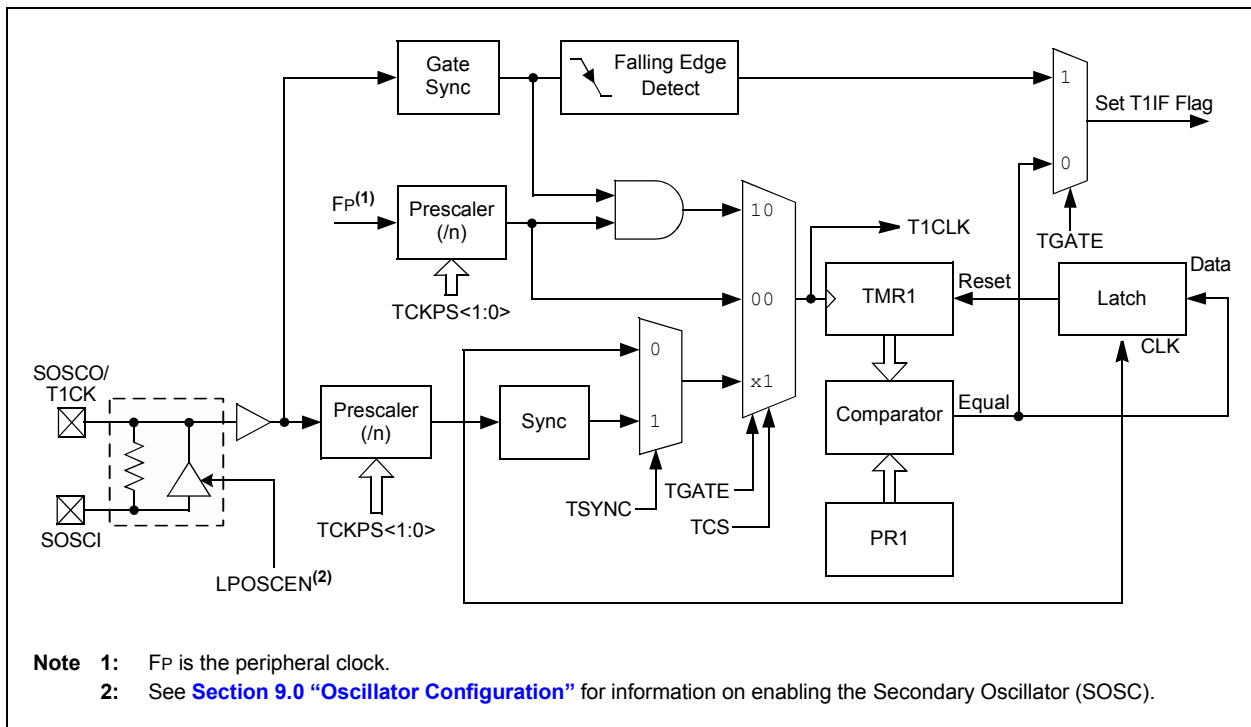 Gate
Sync
Falling Edge
Detect
1
Set T1IF Flag
0
FP(1)
Prescaler
(/n)
10
T1CLK
TGATE
TCKPS<1:0>
00
TMR1
Reset
Latch
Data
CLK
SOSCO/
T1CK
0
x1
Prescaler
(/n)
Sync
1
Comparator
Equal
SOSCI
TCKPS<1:0>
TSYNC
TGATE
TCS
PR1
LPOSCEN(2)
Note 1: FP is the peripheral clock.
2: See Section 9.0 “Oscillator Configuration” for information on enabling the Secondary Oscillator (SOSC).